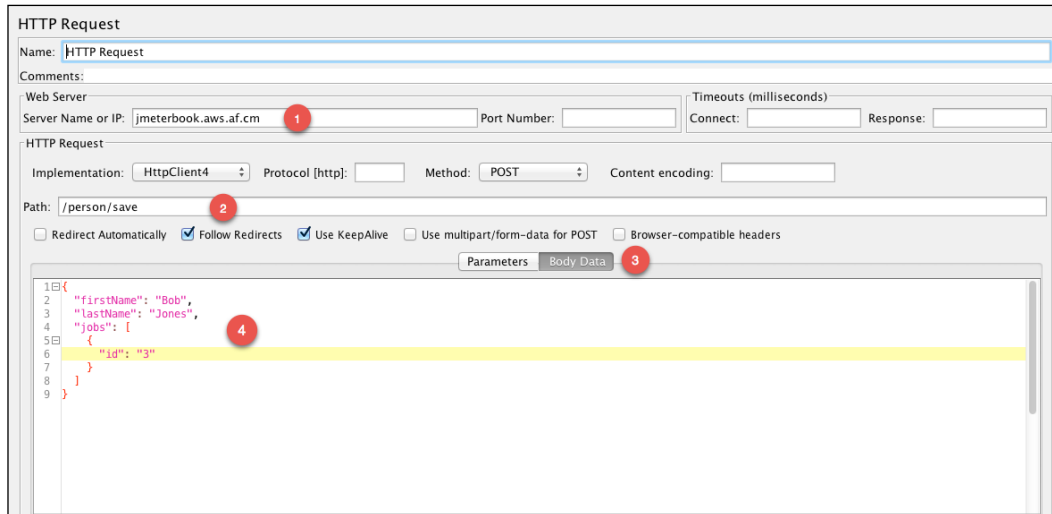 HTTP Request
Name: HTTP Request
Comments:
Web Server Timeouts (milliseconds)
Server Name or IP: jmeterbook.aws.af.cm 1 Port Number: Connect: Response:
HTTP Request
Implementation: HttpClient4 Protocol [http]: Method: POST Content encoding:
Path: /person/save 2
Redirect Automatically Follow Redirects Use KeepAlive Use multipart/form-data for POST Browser-compatible headers
Parameters Body Data 3
1 {
2 "firstName": "Bob",
3 "lastName": "Jones",
4 "jobs": [ 4
5 {
6 "id": "3"
7 }
8 ]
9 }